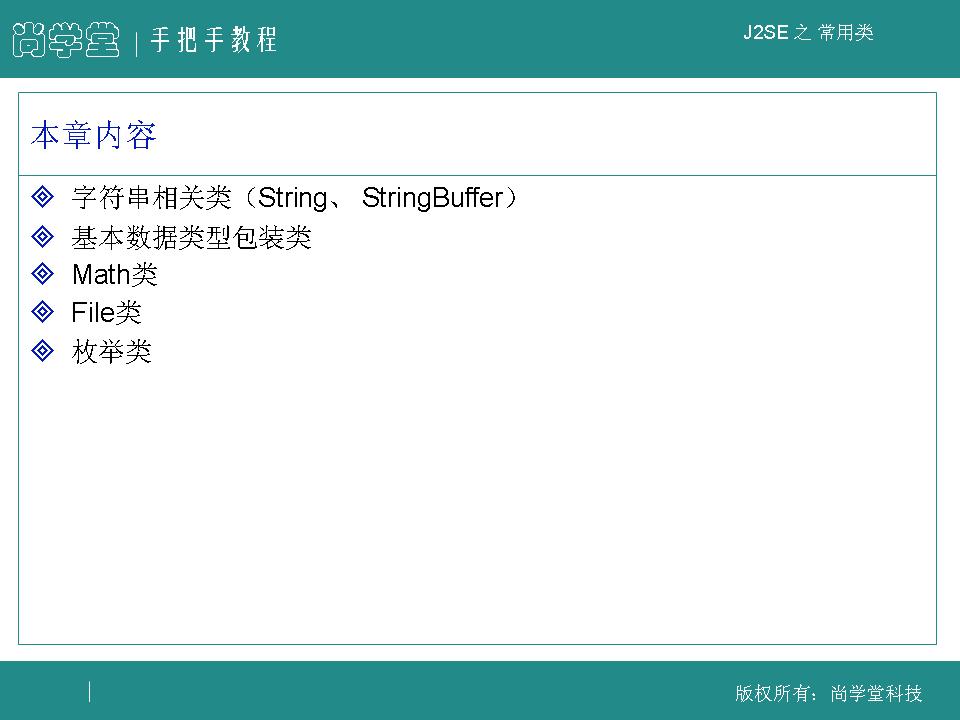 尚学堂 | 手把手教程
J2SE 之 常用类
本章内容
字符串相关类（String、 StringBuffer）
基本数据类型包装类
Math类
File类
枚举类
版权所有：尚学堂科技